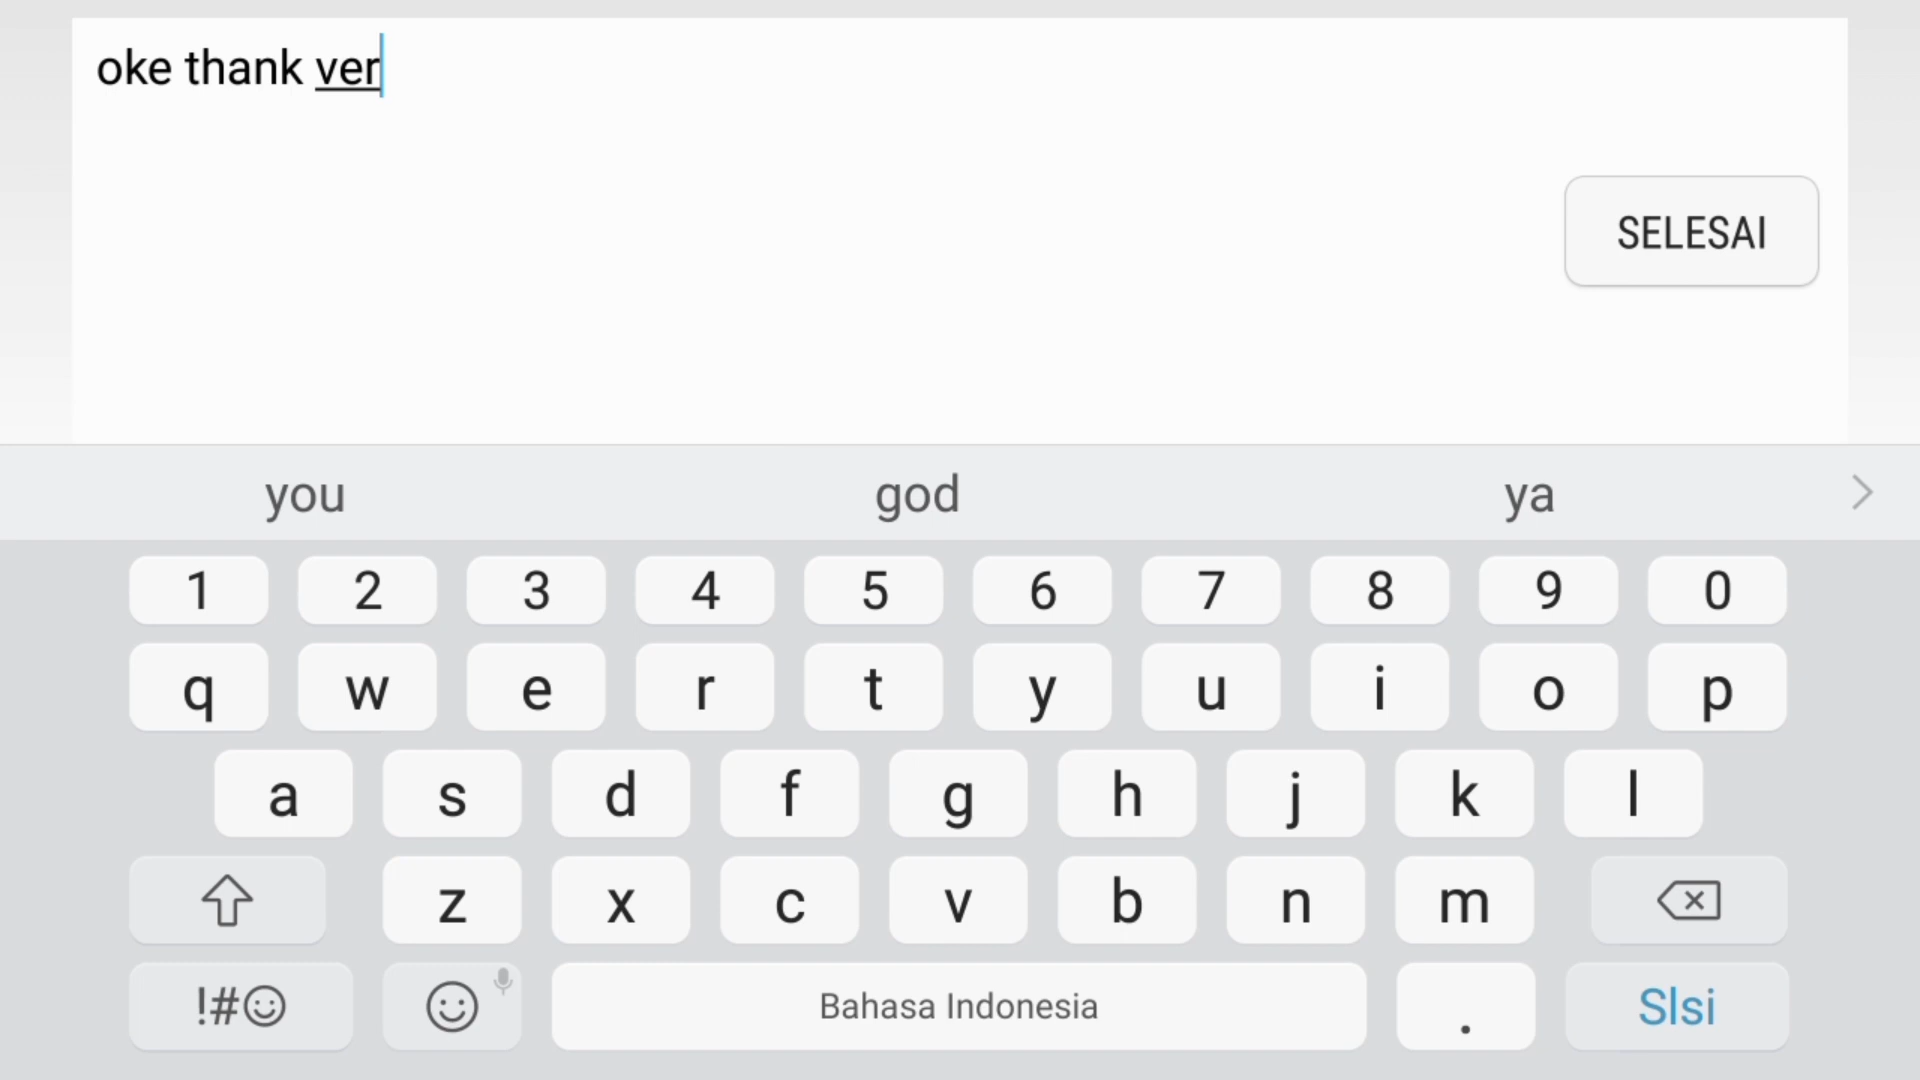 oke thank ver
SELESAI
you god ya
1 2 3 4 5 6 7 8 9 0
q w e r t y u i o p
a s d f g h j k l
z x c v b n m
!#☺ Bahasa Indonesia . Slsi